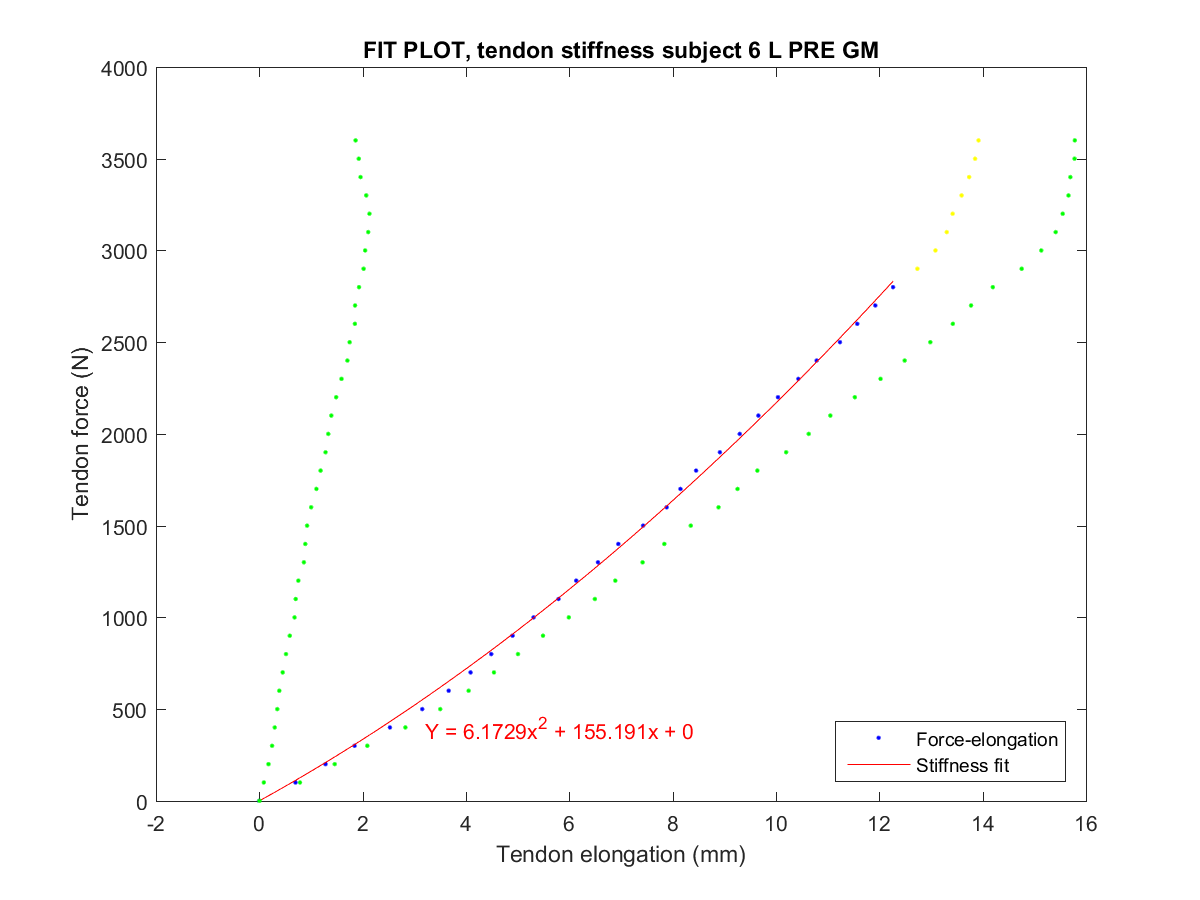 FIT PLOT, tendon stiffness subject 6 L PRE GM
4000
3500
3000
2500
2000
1500
1000
500
0
Tendon force (N)
Y = 6.1729x² + 155.191x + 0
Force-elongation
Stiffness fit
-2 0 2 4 6 8 10 12 14 16
Tendon elongation (mm)